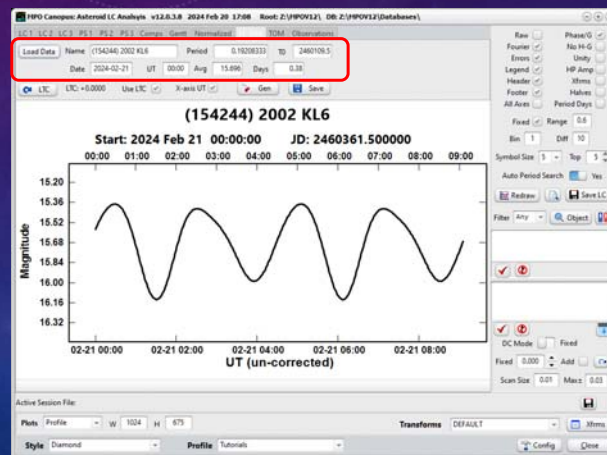 MPO Canopus: Asteroid LC Analsyis v12.0.3.0 2024 Feb 20 17:08 Root: Z:\MPOV12\ DB: Z:\MPOV12\Databases\
LC 1 LC 2 LC 3 PS 1 PS 2 PS 3 Comps Gantt Normalized TOM Observations
Load Data Name (154244) 2002 KL6 Period 0.19208333 T0 2460109.5
Date 2024-02-21 UT 00:00 Avg 15.696 Days 0.38
LTC LTC: +0.0000 Use LTC X-axis UT Gen Save
(154244) 2002 KL6
Start: 2024 Feb 21 00:00:00 JD: 2460361.500000
00:00 01:00 02:00 03:00 04:00 05:00 06:00 07:00 08:00 09:00
Magnitude
15.20
15.36
15.52
15.68
15.84
16.00
16.16
16.32
02-21 00:00 02-21 02:00 02-21 04:00 02-21 06:00 02-21 08:00
UT (un-corrected)
Raw Phase/G
Fourier No H-G
Errors Unity
Legend HP Amp
Header Xfrms
Footer Halves
All Axes Period Days
Fixed Range 0.6
Bin 1 Diff 10
Symbol Size 5 Top 5
Auto Period Search Yes
Redraw Save LC
Filter Any Object
DC Mode Fixed
Fixed 0.000 Add
Scan Size 0.01 Max± 0.03
Active Session File:
Plots Profile W 1024 H 675 Transforms DEFAULT Xfrms
Style Diamond Profile Tutorials Config Close